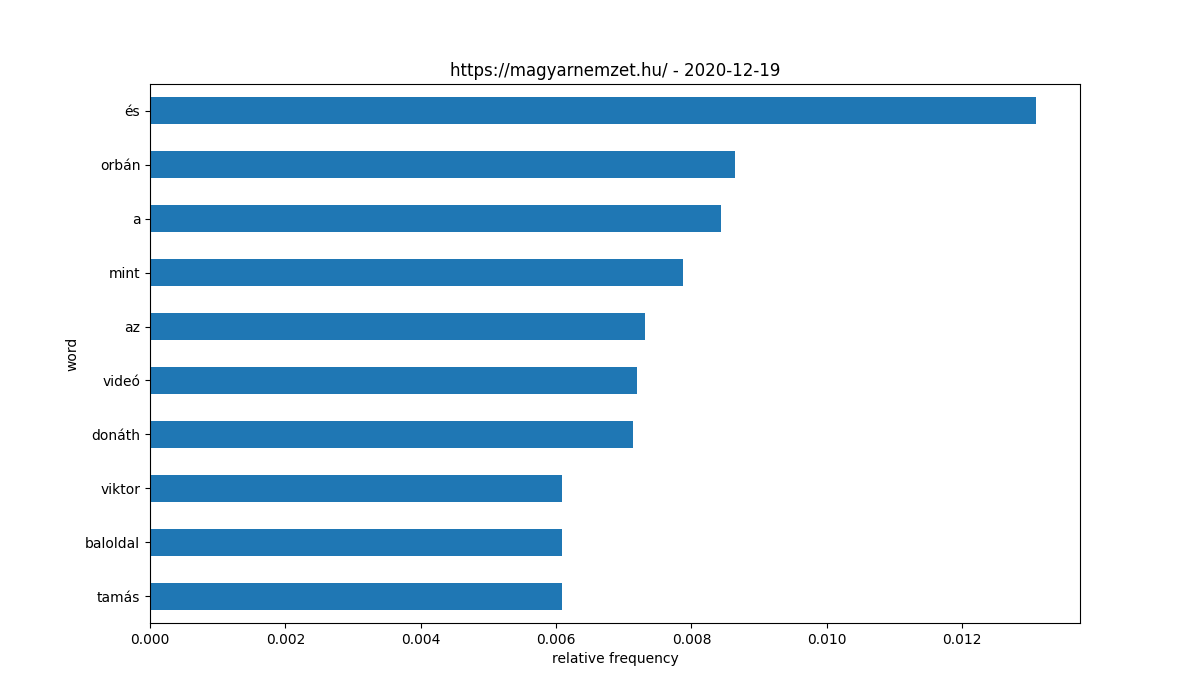 https://magyarnemzet.hu/ - 2020-12-19
és
orbán
a
mint
az
videó
donáth
viktor
baloldal
tamás
word
0.000 0.002 0.004 0.006 0.008 0.010 0.012
relative frequency